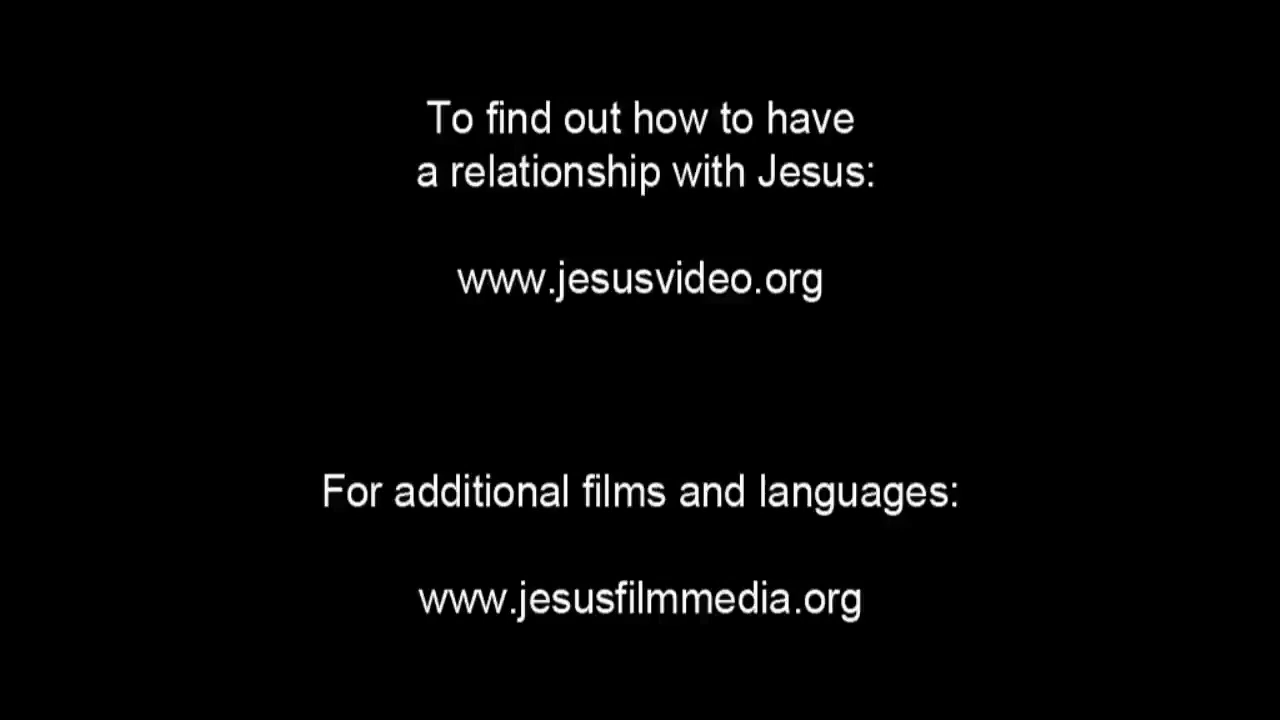 To find out how to have
a relationship with Jesus:
www.jesusvideo.org
For additional films and languages:
www.jesusfilmmedia.org